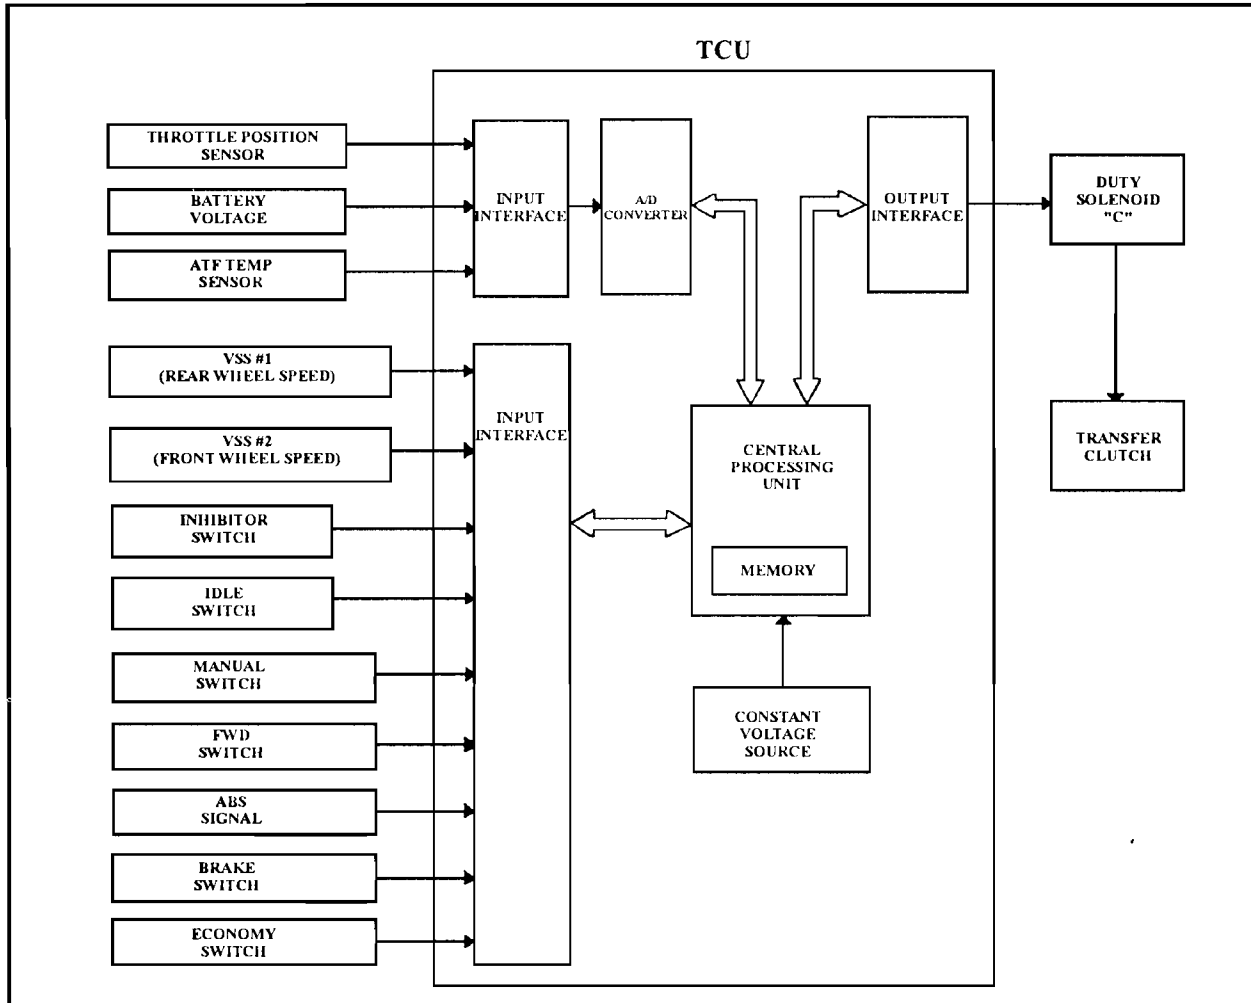 TCU
THROTTLE POSITION
SENSOR
BATTERY
VOLTAGE
ATF TEMP
SENSOR
INPUT
INTERFACE
A/D
CONVERTER
OUTPUT
INTERFACE
DUTY
SOLENOID
"C"
VSS #1
(REAR WHEEL SPEED)
VSS #2
(FRONT WHEEL SPEED)
INHIBITOR
SWITCH
IDLE
SWITCH
MANUAL
SWITCH
FWD
SWITCH
ABS
SIGNAL
BRAKE
SWITCH
ECONOMY
SWITCH
INPUT
INTERFACE
CENTRAL
PROCESSING
UNIT
MEMORY
CONSTANT
VOLTAGE
SOURCE
TRANSFER
CLUTCH